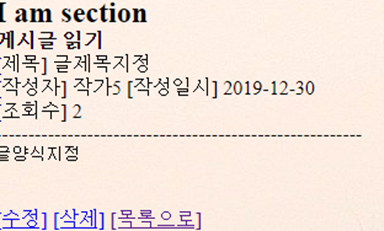 I am section
게시글 읽기
[제목] 글제목지정
[작성자] 작가5 [작성일시] 2019-12-30
[조회수] 2
------------------------------------------------------------
글양식지정
[수정] [삭제] [목록으로]